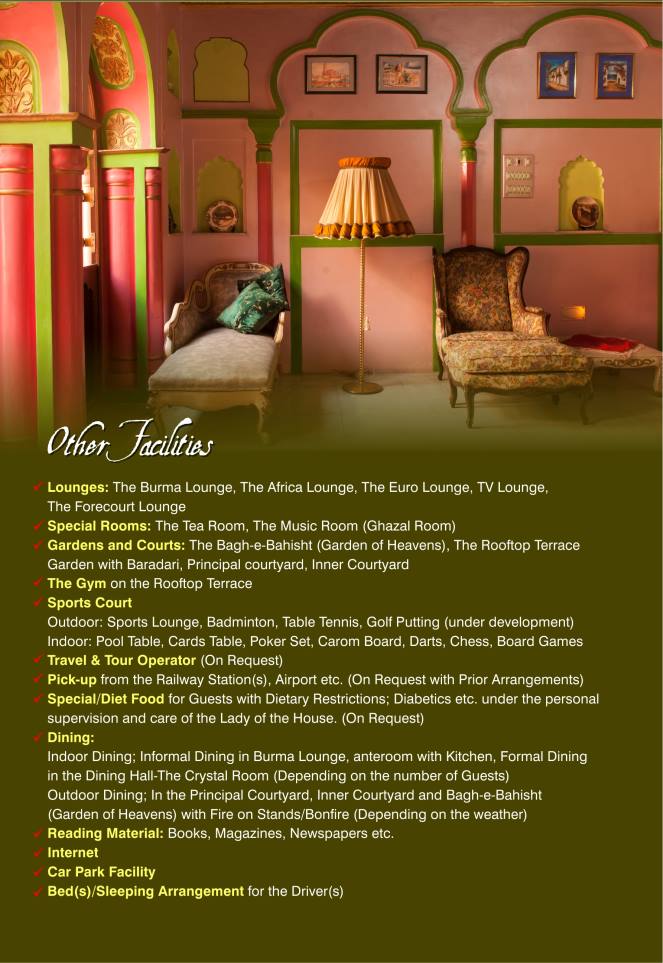 Other Facilities
✓ Lounges: The Burma Lounge, The Africa Lounge, The Euro Lounge, TV Lounge,
The Forecourt Lounge
✓ Special Rooms: The Tea Room, The Music Room (Ghazal Room)
✓ Gardens and Courts: The Bagh-e-Bahisht (Garden of Heavens), The Rooftop Terrace
Garden with Baradari, Principal courtyard, Inner Courtyard
✓ The Gym on the Rooftop Terrace
✓ Sports Court
Outdoor: Sports Lounge, Badminton, Table Tennis, Golf Putting (under development)
Indoor: Pool Table, Cards Table, Poker Set, Carom Board, Darts, Chess, Board Games
✓ Travel & Tour Operator (On Request)
✓ Pick-up from the Railway Station(s), Airport etc. (On Request with Prior Arrangements)
✓ Special/Diet Food for Guests with Dietary Restrictions; Diabetics etc. under the personal
supervision and care of the Lady of the House. (On Request)
✓ Dining:
Indoor Dining; Informal Dining in Burma Lounge, anteroom with Kitchen, Formal Dining
in the Dining Hall-The Crystal Room (Depending on the number of Guests)
Outdoor Dining; In the Principal Courtyard, Inner Courtyard and Bagh-e-Bahisht
(Garden of Heavens) with Fire on Stands/Bonfire (Depending on the weather)
✓ Reading Material: Books, Magazines, Newspapers etc.
✓ Internet
✓ Car Park Facility
✓ Bed(s)/Sleeping Arrangement for the Driver(s)